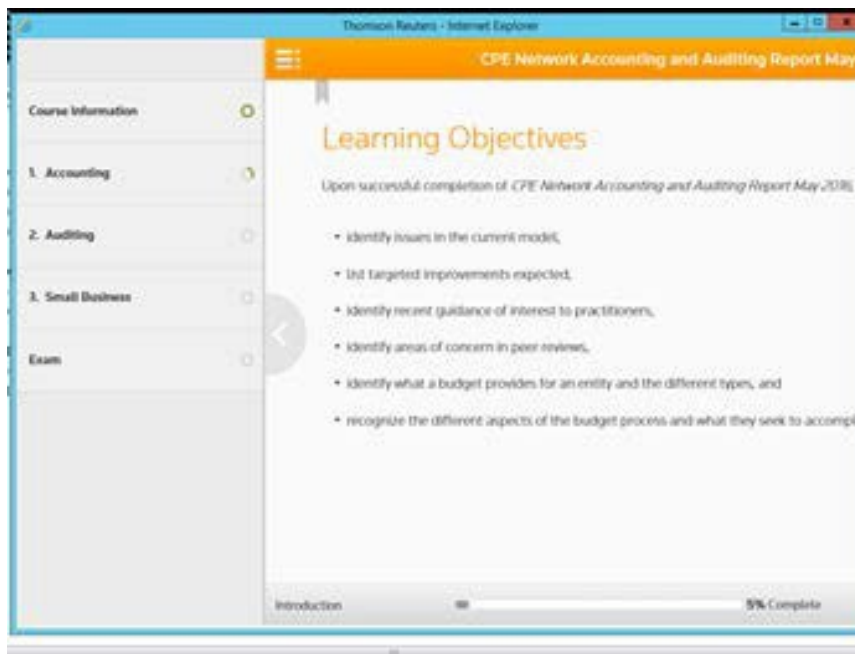 Thomson Reuters - Internet Explorer
CPE Network Accounting and Auditing Report May
Course Information
1. Accounting
2. Auditing
3. Small Business
Exam
Learning Objectives
Upon successful completion of CPE Network Accounting and Auditing Report May 2016,
• identify issues in the current model,
• list targeted improvements expected,
• identify recent guidance of interest to practitioners,
• identify areas of concern in peer reviews,
• identify what a budget provides for an entity and the different types, and
• recognize the different aspects of the budget process and what they seek to accompl
Introduction
5% Complete